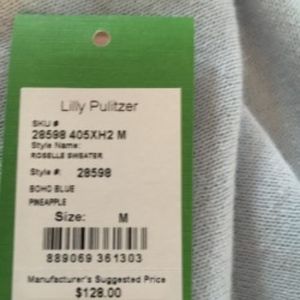 Lilly Pulitzer
SKU #
28598 405XH2 M
Style Name:
ROSELLE SWEATER
Style #: 28598
BOHO BLUE
PINEAPPLE
Size: M
889069 361303
Manufacturer's Suggested Price
$128.00